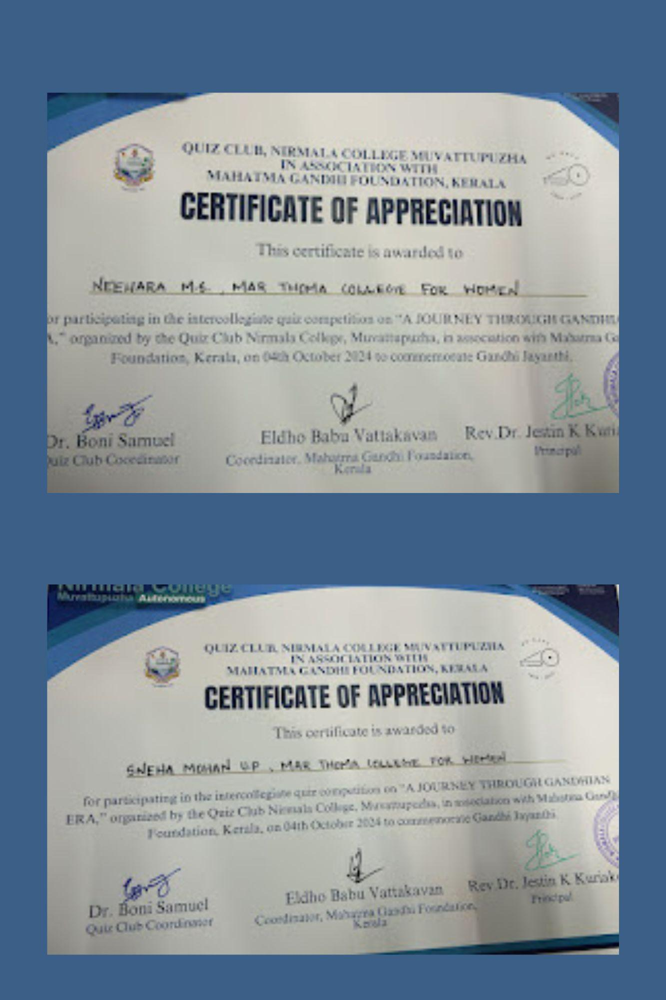 QUIZ CLUB, NIRMALA COLLEGE MUVATTUPUZHA
IN ASSOCIATION WITH
MAHATMA GANDHI FOUNDATION, KERALA
CERTIFICATE OF APPRECIATION
This certificate is awarded to
NEEHARA M.S. , MAR THOMA COLLEGE FOR WOMEN
or participating in the intercollegiate quiz competition on "A JOURNEY THROUGH GANDHI
A," organized by the Quiz Club Nirmala College, Muvattupuzha, in association with Mahatma Ga
Foundation, Kerala, on 04th October 2024 to commemorate Gandhi Jayanthi.
Dr. Boni Samuel
Quiz Club Coordinator
Eldho Babu Vattakavan
Coordinator, Mahatma Gandhi Foundation,
Kerala
Rev.Dr. Jestin K Kuria
Principal
Nirmala College
Muvattupuzha Autonomous
QUIZ CLUB, NIRMALA COLLEGE MUVATTUPUZHA
IN ASSOCIATION WITH
MAHATMA GANDHI FOUNDATION, KERALA
CERTIFICATE OF APPRECIATION
This certificate is awarded to
SNEHA MOHAN U.P , MAR THOMA COLLEGE FOR WOMEN
for participating in the intercollegiate quiz competition on "A JOURNEY THROUGH GANDHIAN
ERA," organized by the Quiz Club Nirmala College, Muvattupuzha, in association with Mahatma Gandh
Foundation, Kerala, on 04th October 2024 to commemorate Gandhi Jayanthi.
Dr. Boni Samuel
Quiz Club Coordinator
Eldho Babu Vattakavan
Coordinator, Mahatma Gandhi Foundation,
Kerala
Rev.Dr. Jestin K Kuriak
Principal